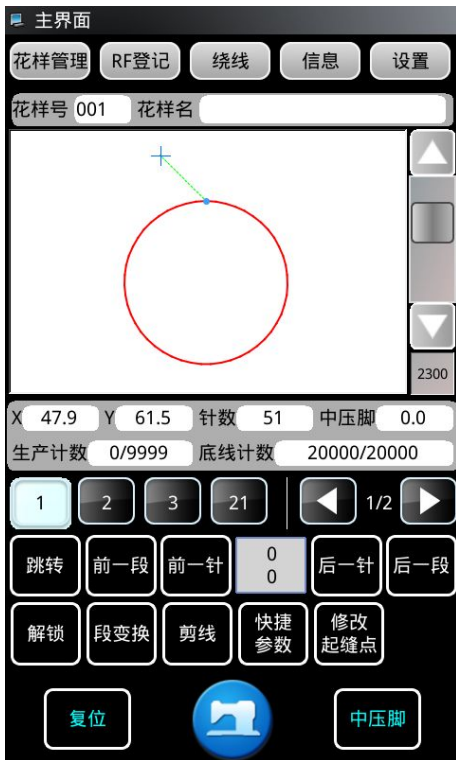 主界面
花样管理 RF登记 绕线 信息 设置
花样号 001 花样名
2300
X 47.9 Y 61.5 针数 51 中压脚 0.0
生产计数 0/9999 底线计数 20000/20000
1 2 3 21 1/2
跳转 前一段 前一针 0 后一针 后一段
0
解锁 段变换 剪线 快捷 修改
参数 起缝点
复位 中压脚